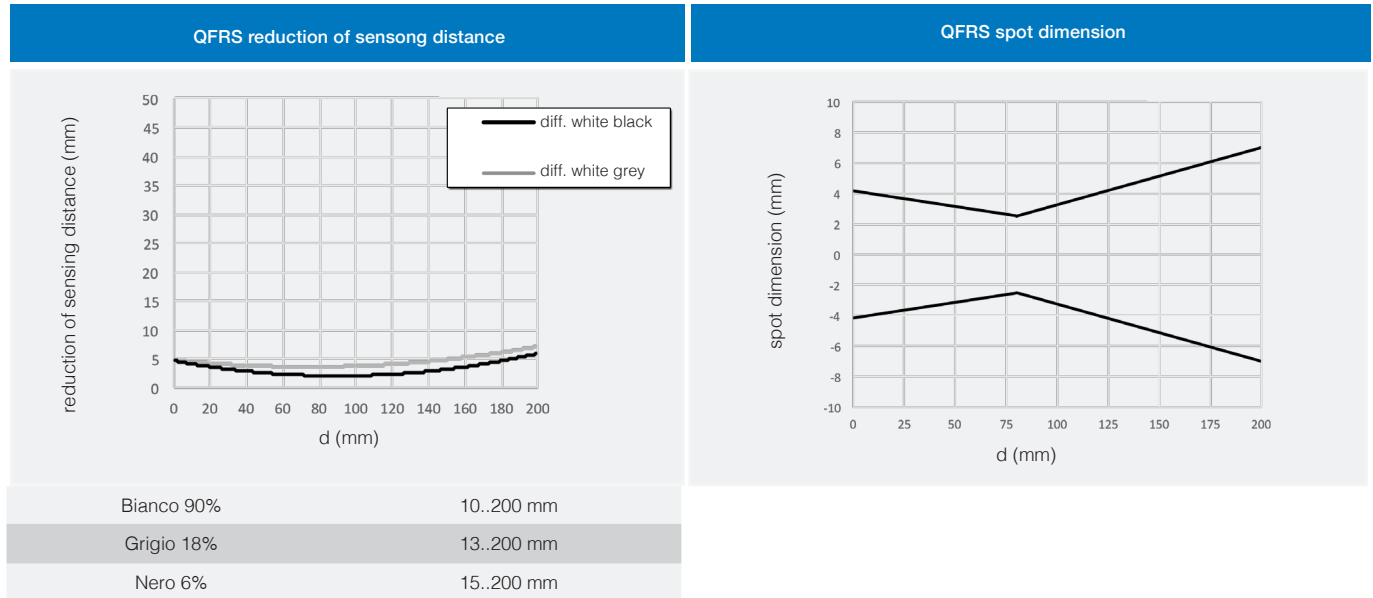 QFRS reduction of sensong distance
QFRS spot dimension
reduction of sensing distance (mm)
50
45
40
35
30
25
20
15
10
5
0
diff. white black
diff. white grey
0 20 40 60 80 100 120 140 160 180 200
d (mm)
spot dimension (mm)
10
8
6
4
2
0
-2
-4
-6
-8
-10
0 25 50 75 100 125 150 175 200
d (mm)
Bianco 90% 10..200 mm
Grigio 18% 13..200 mm
Nero 6% 15..200 mm